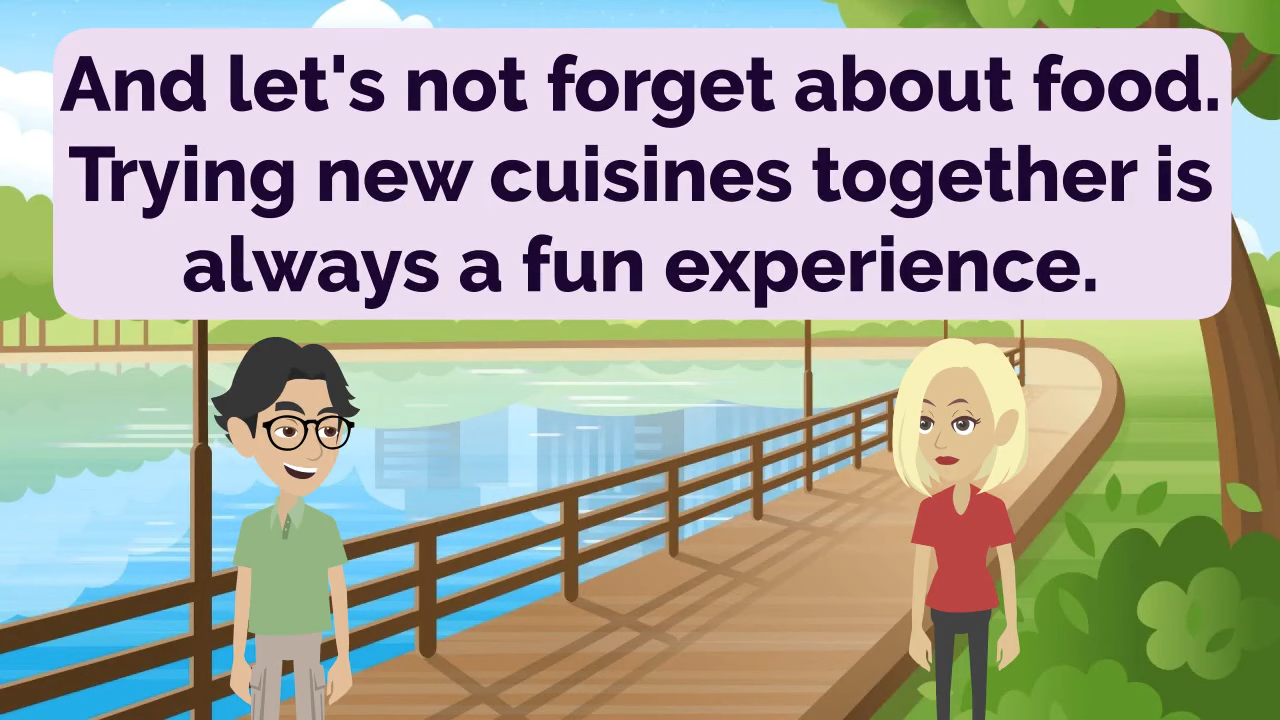 And let's not forget about food.
Trying new cuisines together is
always a fun experience.